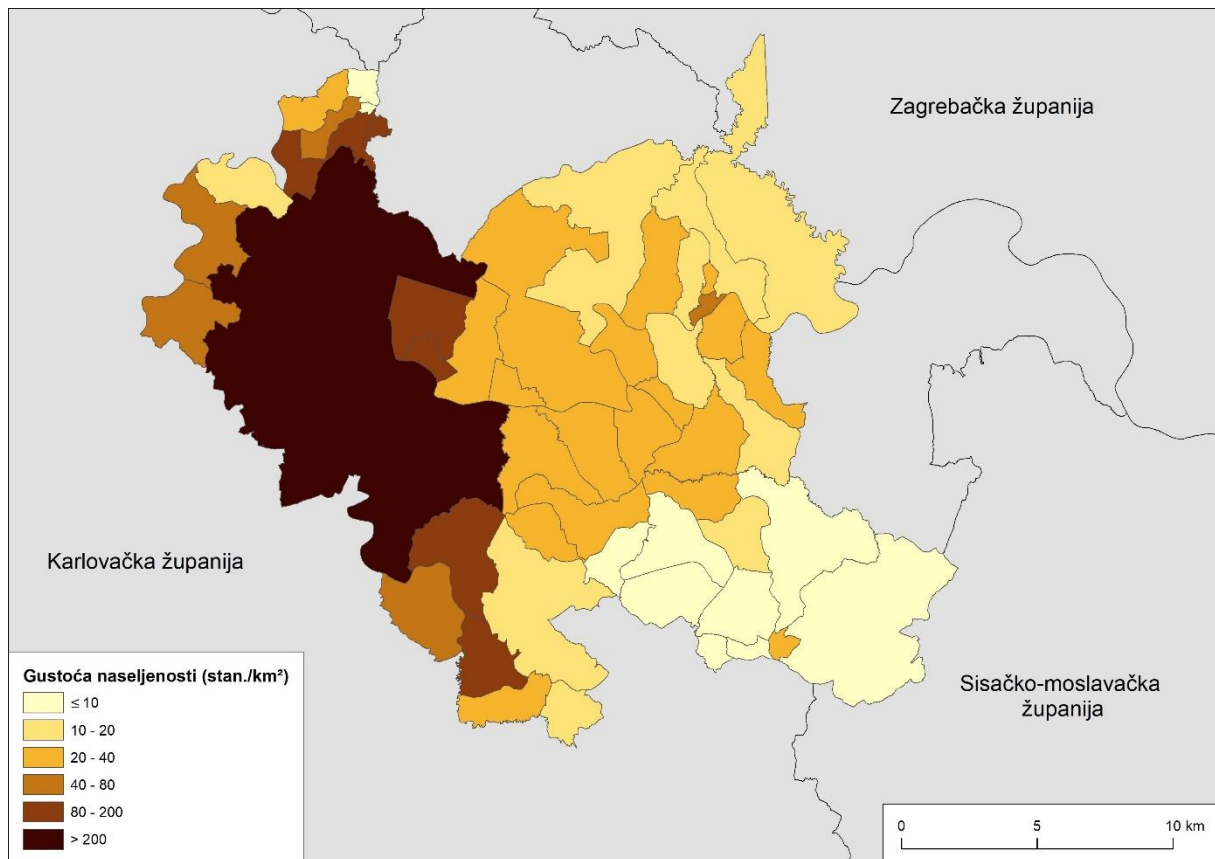 Zagrebačka županija
Karlovačka županija
Sisačko-moslavačka
županija
Gustoća naseljenosti (stan./km²)
≤ 10
10 - 20
20 - 40
40 - 80
80 - 200
> 200
0 5 10 km